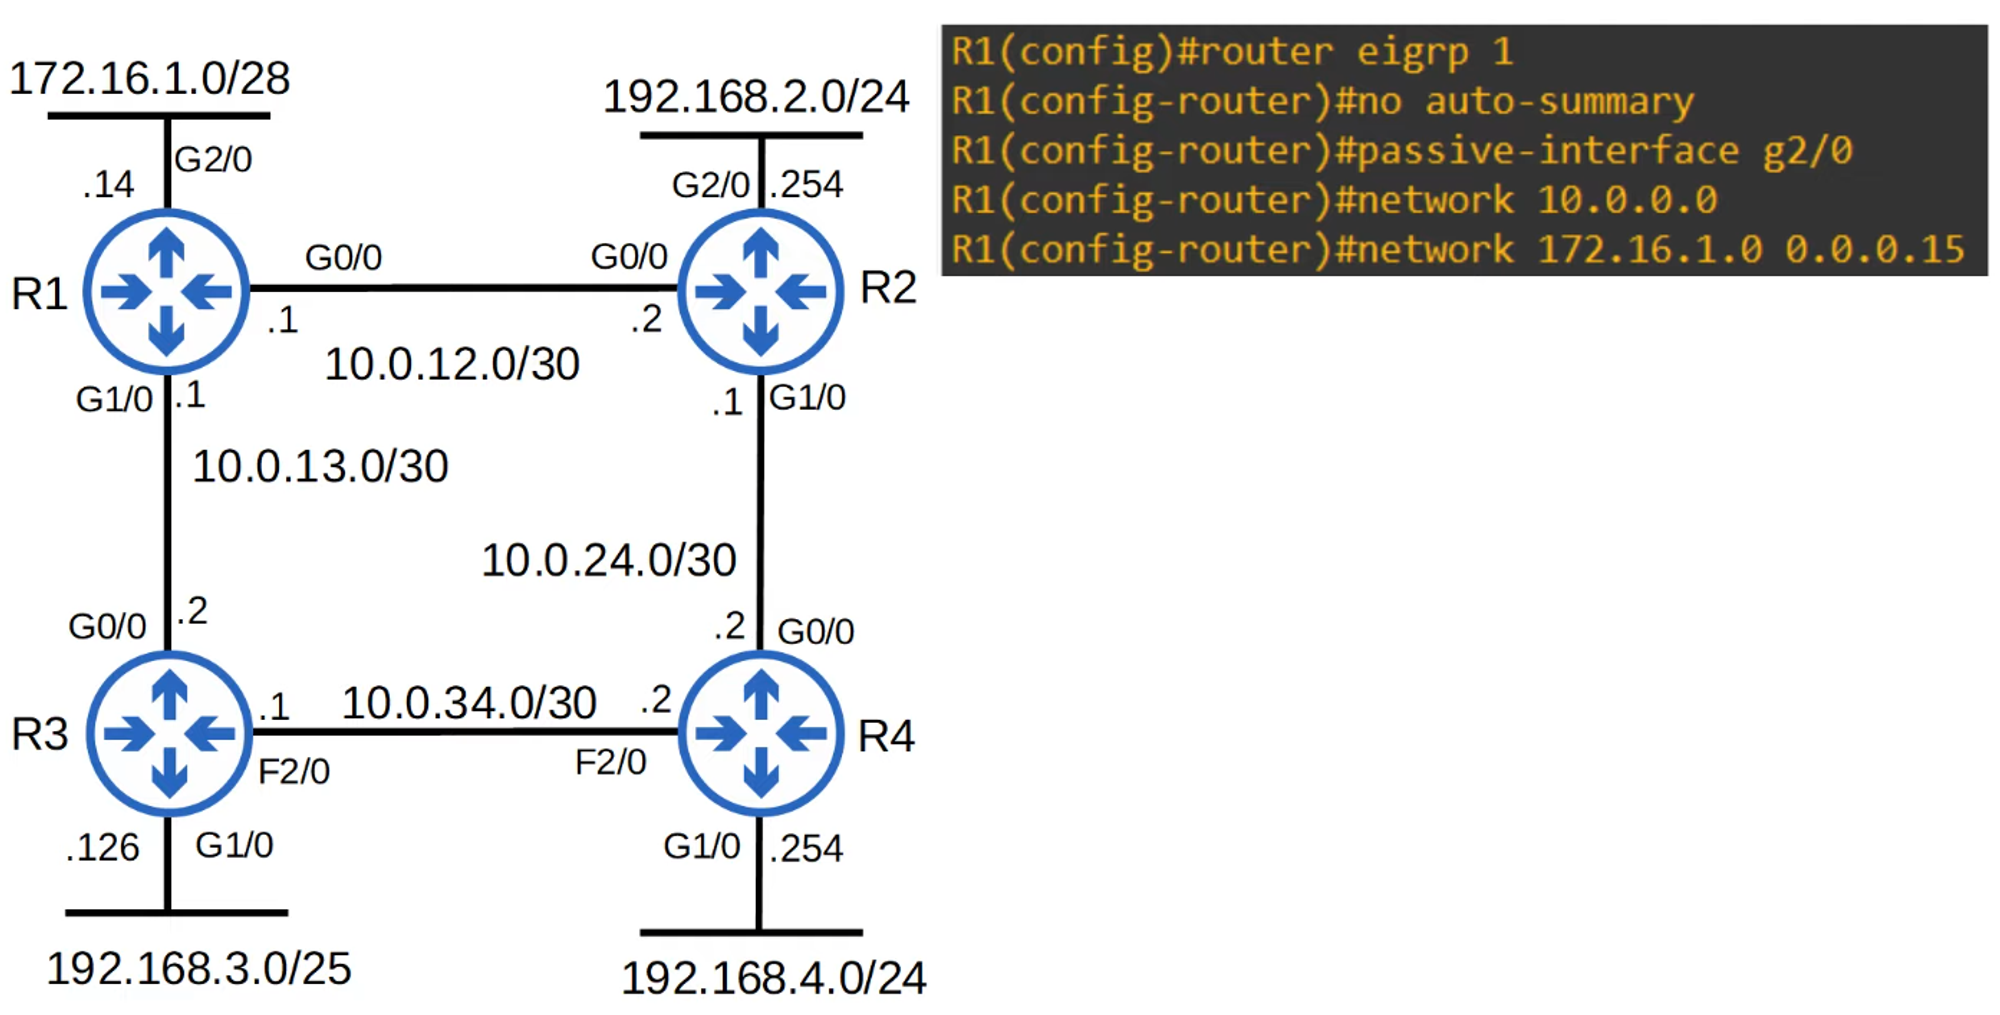 172.16.1.0/28
G2/0
.14
192.168.2.0/24
G2/0
.254
R1(config)#router eigrp 1
R1(config-router)#no auto-summary
R1(config-router)#passive-interface g2/0
R1(config-router)#network 10.0.0.0
R1(config-router)#network 172.16.1.0 0.0.0.15
R1
G0/0
G0/0
R2
.1
.2
10.0.12.0/30
G1/0
.1
.1
G1/0
10.0.13.0/30
10.0.24.0/30
G0/0
.2
.2
G0/0
R3
.1
10.0.34.0/30
.2
R4
F2/0
F2/0
.126
G1/0
G1/0
.254
192.168.3.0/25
192.168.4.0/24